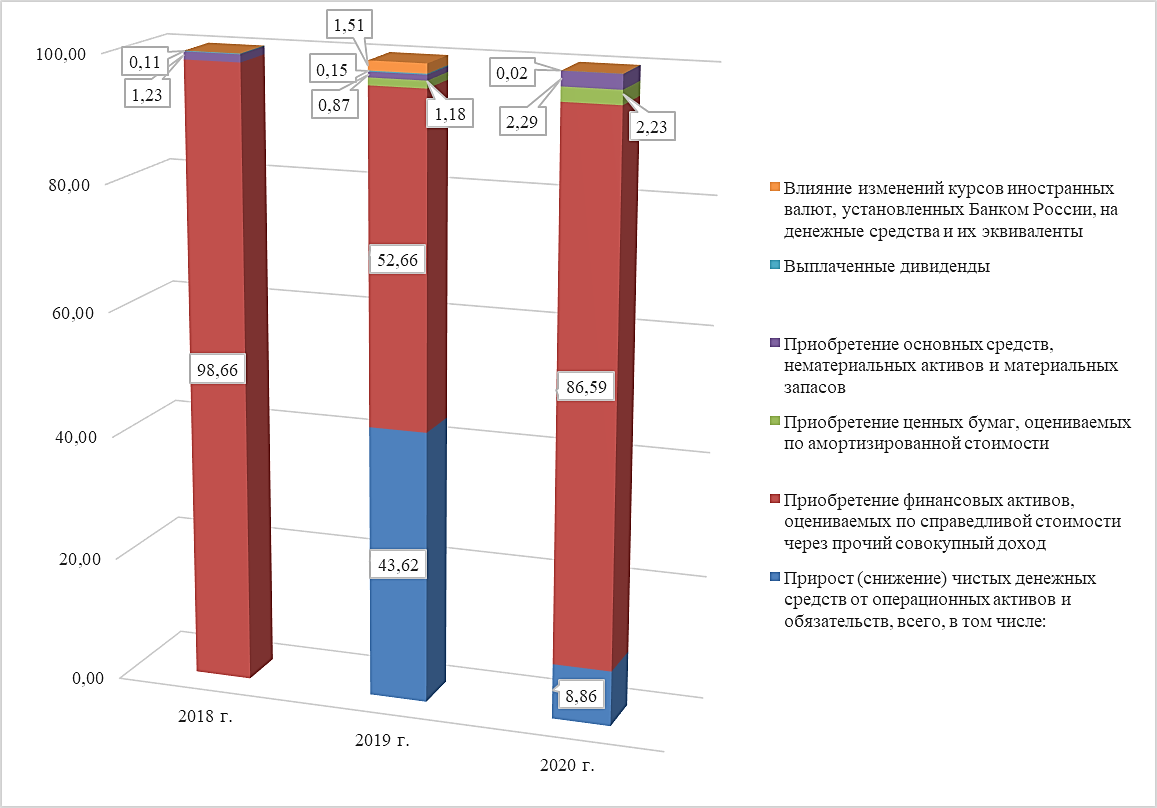 1,51
100,00
0,11
0,15
0,02
1,23
0,87
1,18
2,29
2,23
80,00
Влияние изменений курсов иностранных
валют, установленных Банком России, на
денежные средства и их эквиваленты
52,66
Выплаченные дивиденды
60,00
Приобретение основных средств,
нематериальных активов и материальных
запасов
98,66
86,59
40,00
Приобретение ценных бумаг, оцениваемых
по амортизированной стоимости
Приобретение финансовых активов,
оцениваемых по справедливой стоимости
через прочий совокупный доход
20,00
43,62
Прирост (снижение) чистых денежных
средств от операционных активов и
обязательств, всего, в том числе:
0,00
8,86
2018 г.
2019 г.
2020 г.